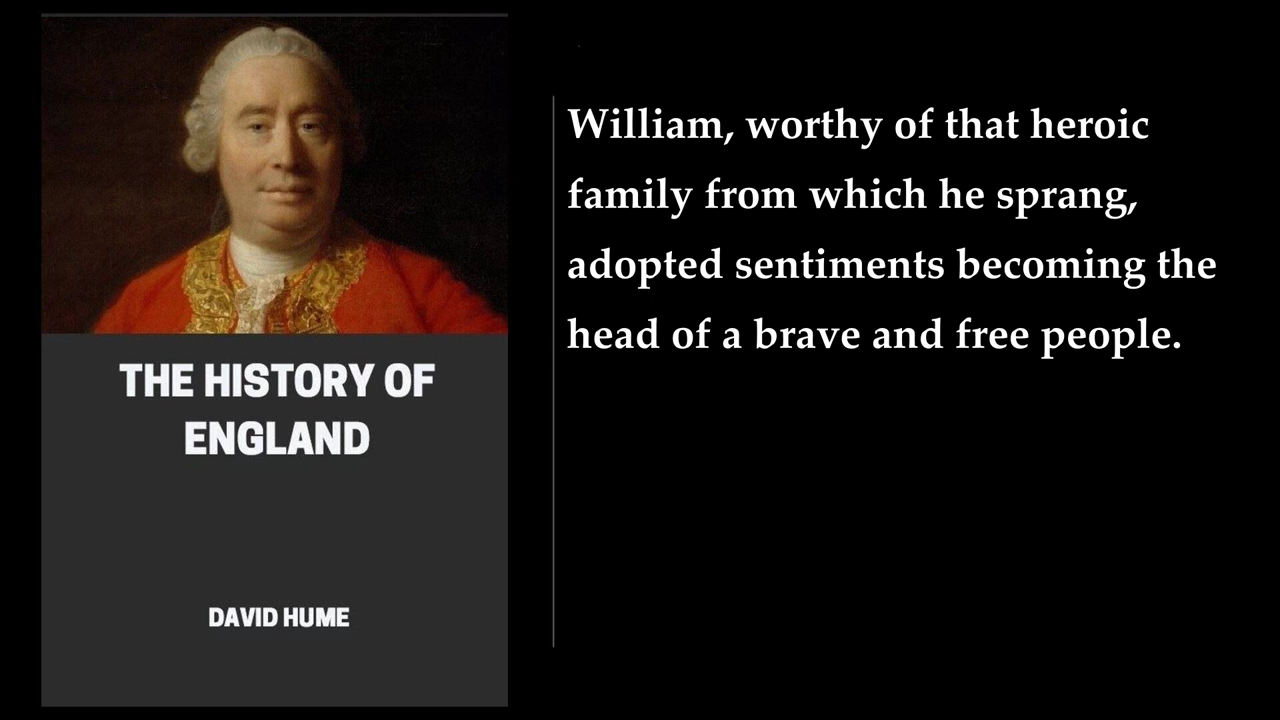 THE HISTORY OF
ENGLAND
DAVID HUME
William, worthy of that heroic
family from which he sprang,
adopted sentiments becoming the
head of a brave and free people.